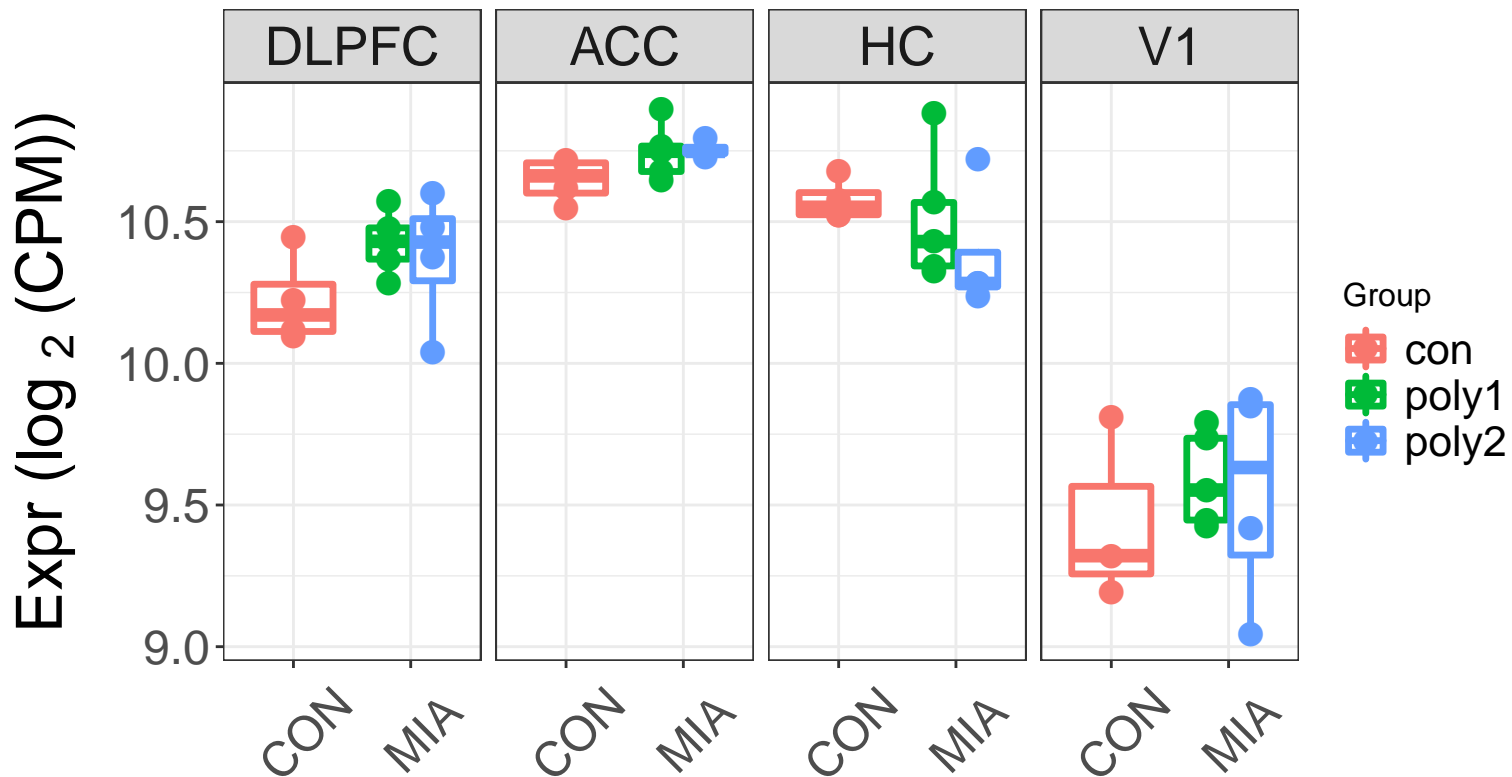 DLPFC ACC HC V1
Expr (log 2 (CPM))
10.5
10.0
9.5
9.0
CON MIA CON MIA CON MIA CON MIA
Group
con
poly1
poly2